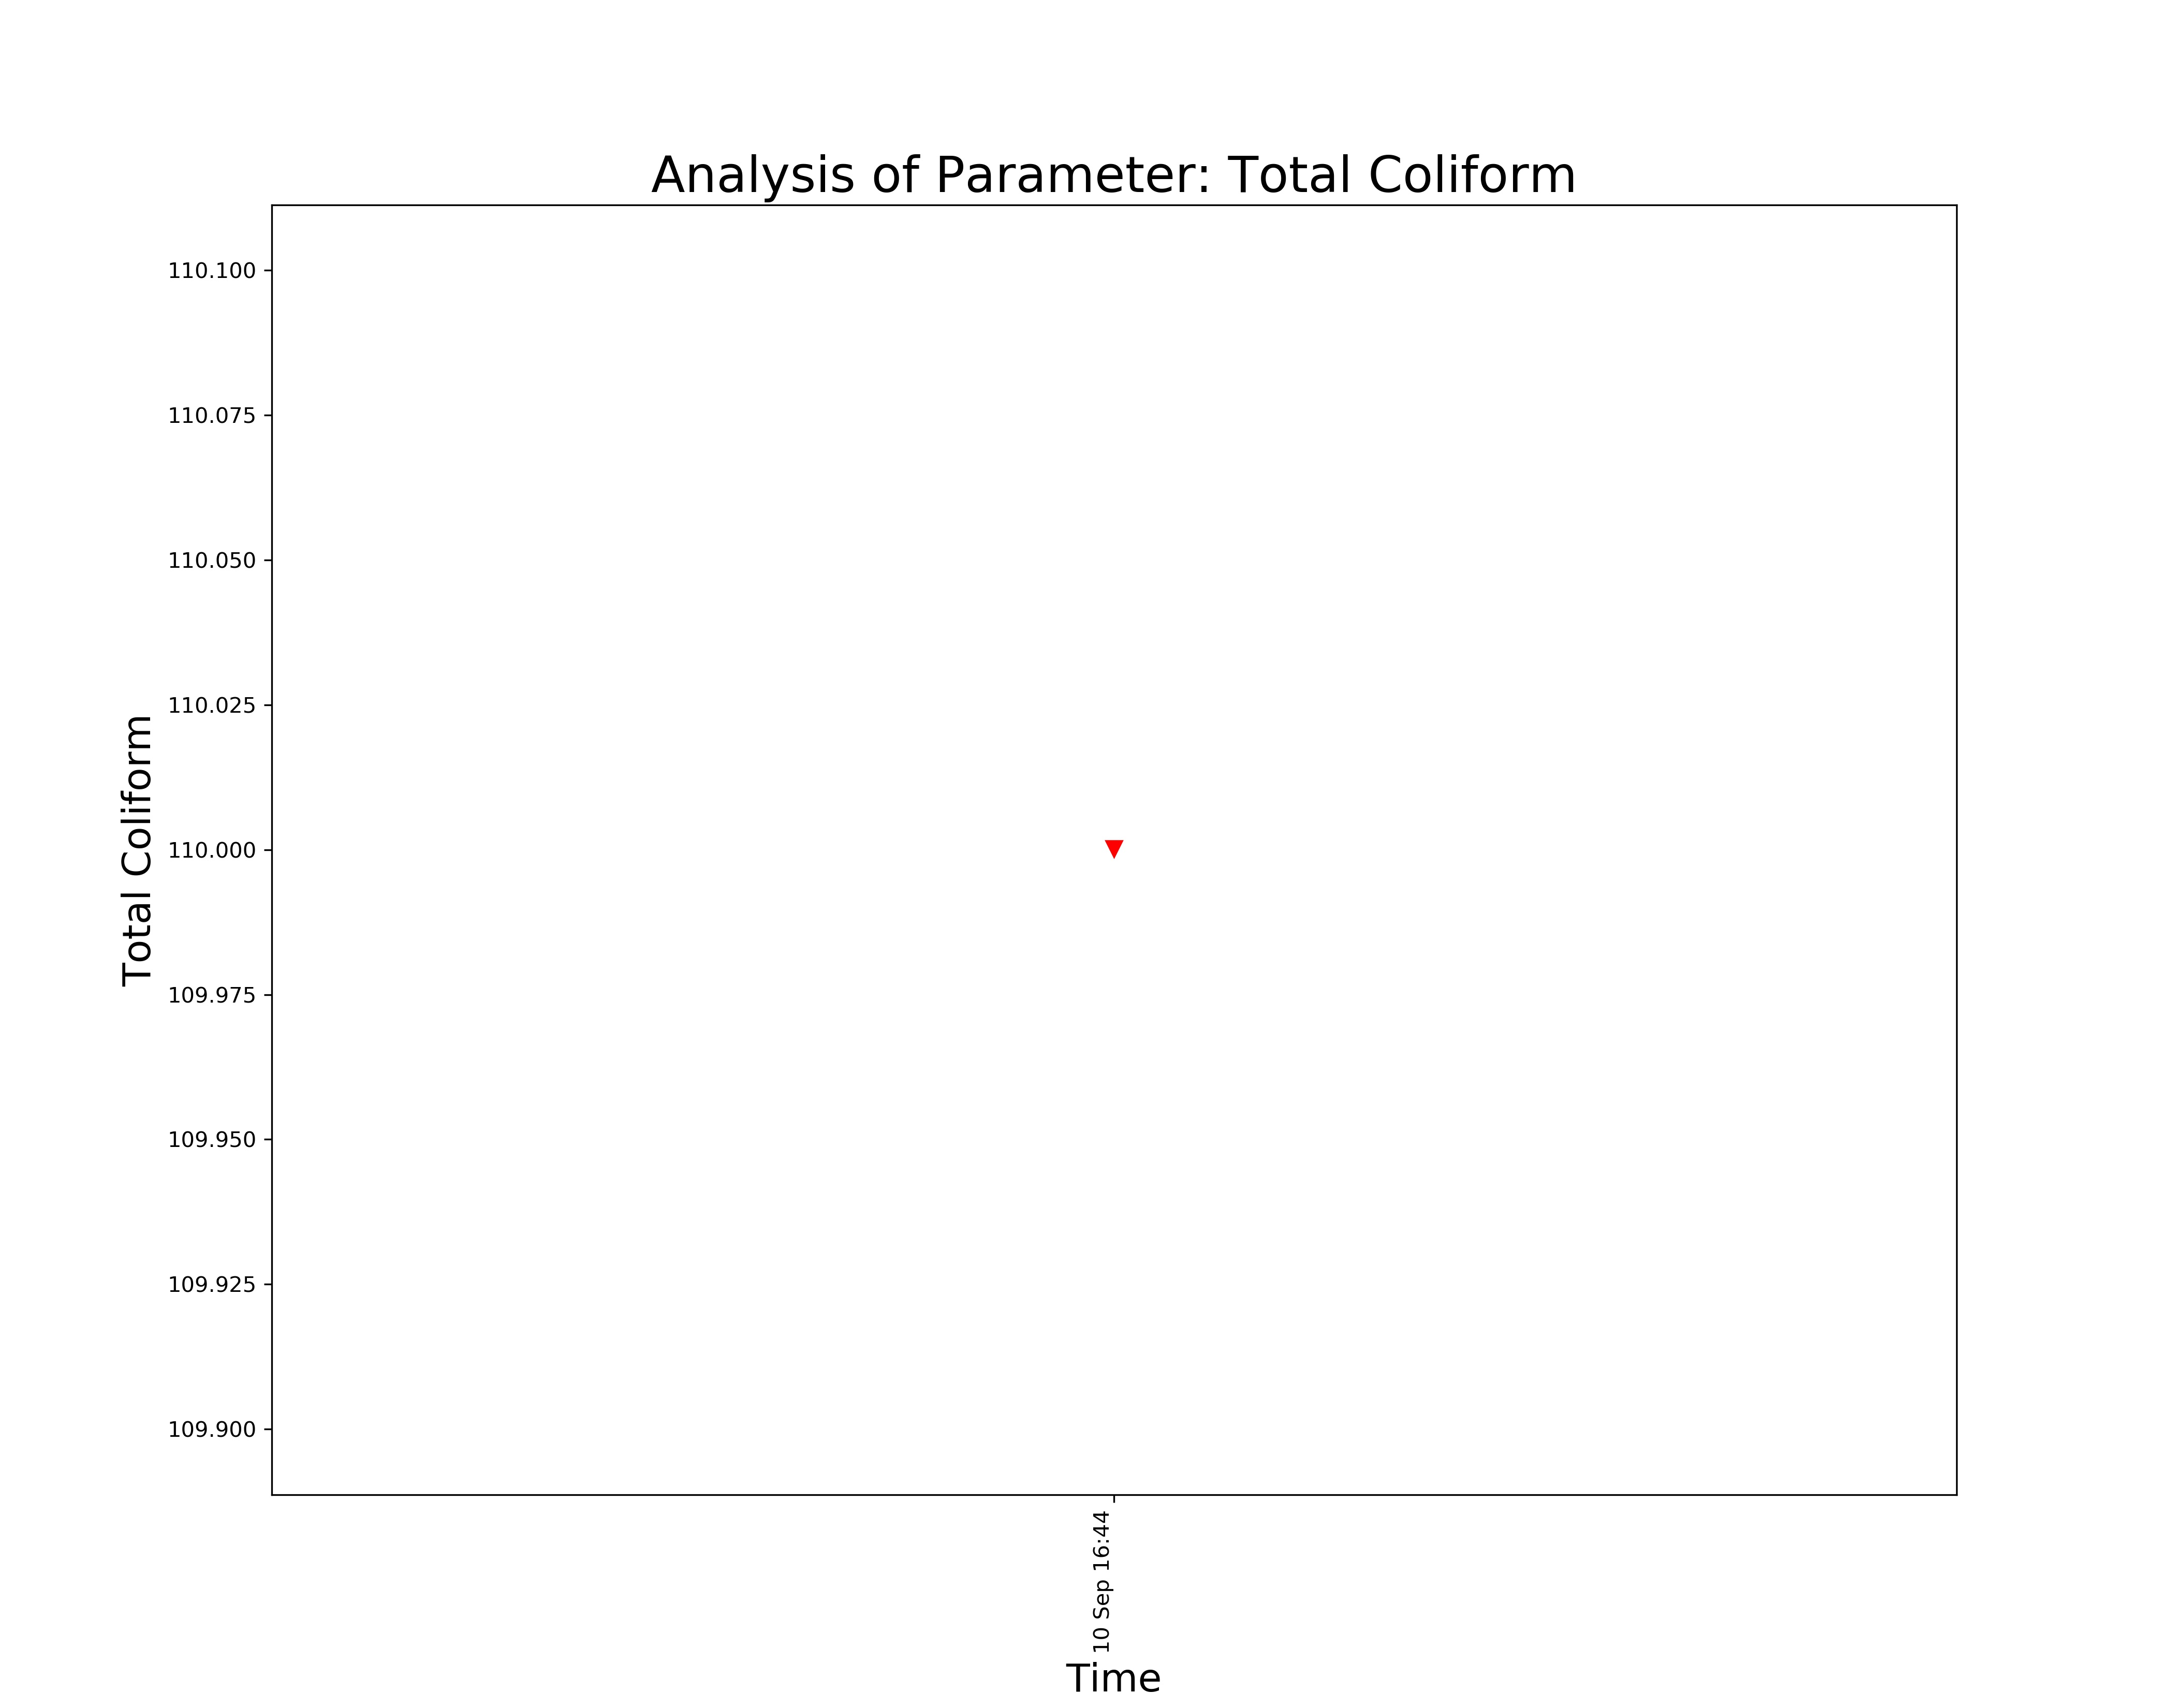 Analysis of Parameter: Total Coliform
110.100
110.075
110.050
110.025
110.000
109.975
109.950
109.925
109.900
Total Coliform
10 Sep 16:44
Time